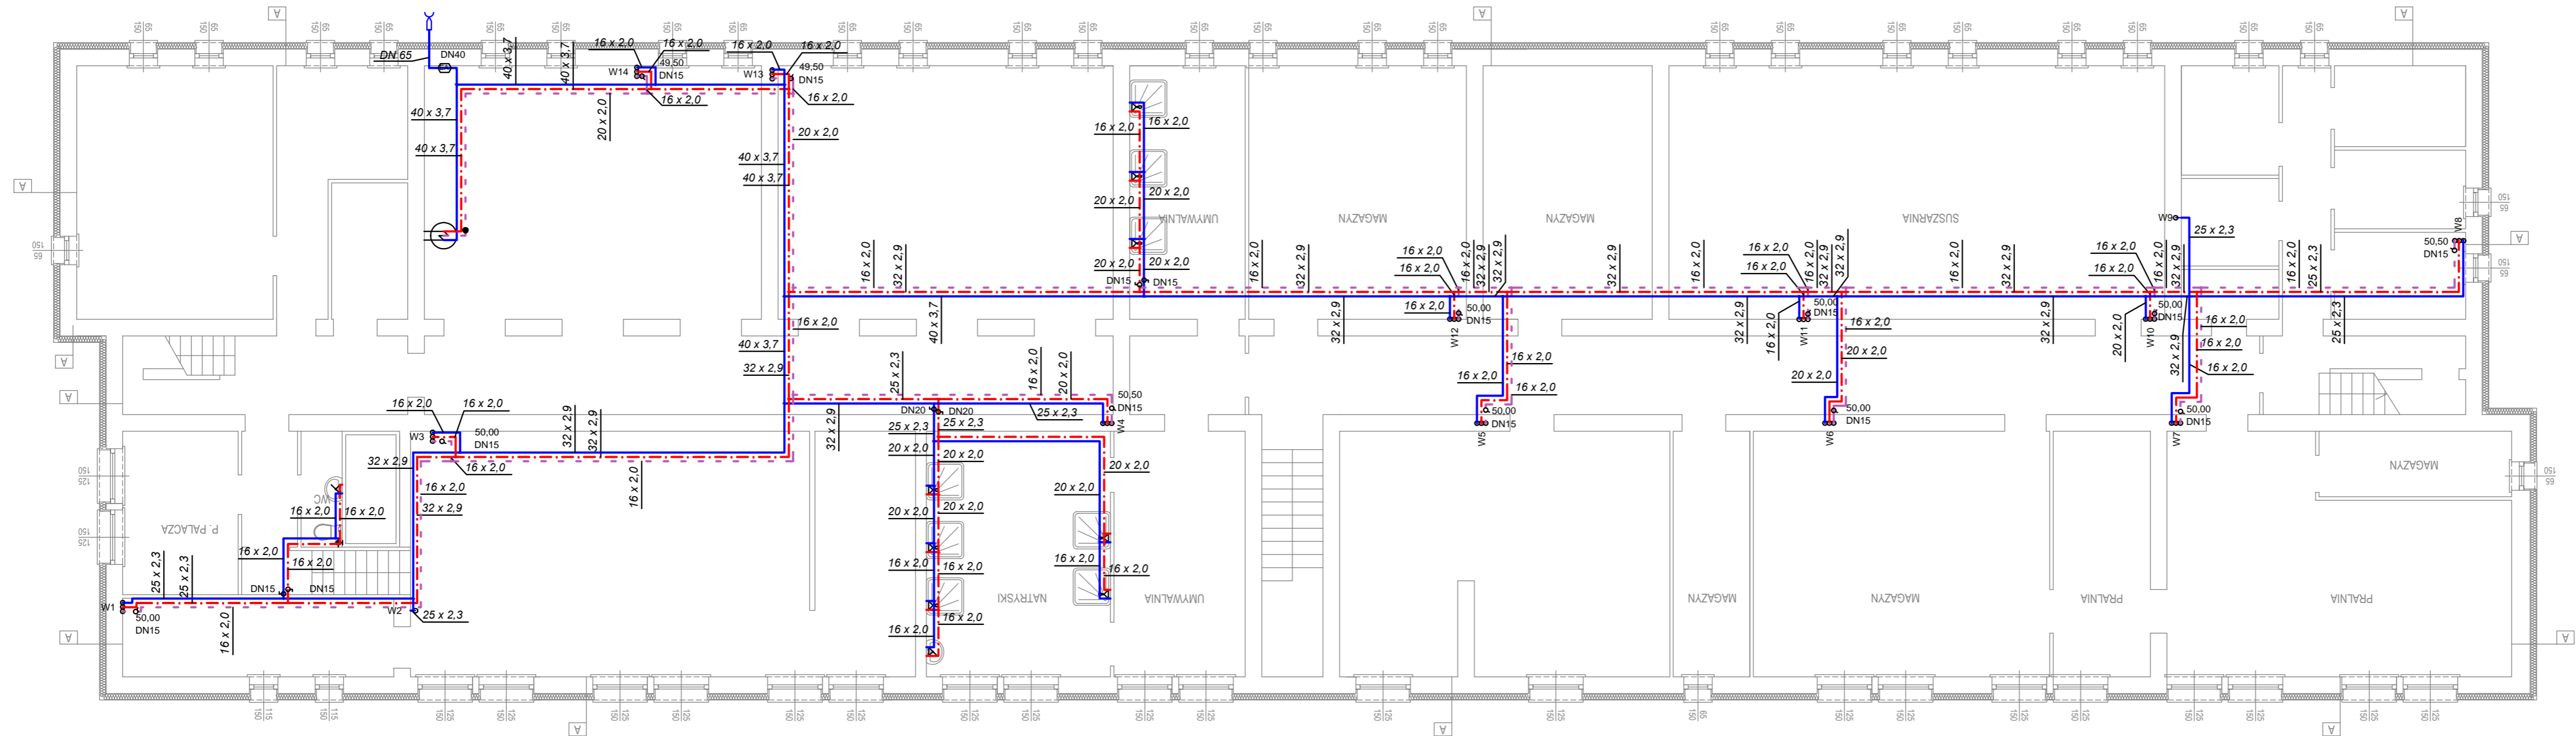 A
A
A
DN 65
DN40
40 x 3,7
40 x 3,7
16 x 2,0
16 x 2,0
49,50
DN15
W14
16 x 2,0
20 x 2,0
16 x 2,0
16 x 2,0
49,50
DN15
W13
16 x 2,0
40 x 3,7
40 x 3,7
20 x 2,0
40 x 3,7
40 x 3,7
16 x 2,0
16 x 2,0
20 x 2,0
20 x 2,0
20 x 2,0
20 x 2,0
DN15
DN15
UMYWALNIA
MAGAZYN
MAGAZYN
SUSZARNIA
A
A
W9
25 x 2,3
W8
50,50
DN15
16 x 2,0
32 x 2,9
16 x 2,0
32 x 2,9
16 x 2,0
16 x 2,0
16 x 2,0
32 x 2,9
32 x 2,9
32 x 2,9
16 x 2,0
16 x 2,0
16 x 2,0
16 x 2,0
32 x 2,9
32 x 2,9
16 x 2,0
32 x 2,9
16 x 2,0
16 x 2,0
16 x 2,0
32 x 2,9
16 x 2,0
25 x 2,3
40 x 3,7
32 x 2,9
16 x 2,0
50,00
DN15
W12
32 x 2,9
16 x 2,0
50,00
DN15
W11
32 x 2,9
20 x 2,0
50,00
DN15
W10
32 x 2,9
25 x 2,3
16 x 2,0
40 x 3,7
32 x 2,9
16 x 2,0
16 x 2,0
16 x 2,0
50,00
DN15
W5
16 x 2,0
20 x 2,0
20 x 2,0
50,00
DN15
W6
16 x 2,0
16 x 2,0
16 x 2,0
50,00
DN15
W7
A
A
25 x 2,3
16 x 2,0
20 x 2,0
50,50
DN15
W4
32 x 2,9
DN20
DN20
25 x 2,3
25 x 2,3
25 x 2,3
16 x 2,0
16 x 2,0
W3
50,00
DN15
16 x 2,0
32 x 2,9
32 x 2,9
16 x 2,0
32 x 2,9
16 x 2,0
32 x 2,9
20 x 2,0
20 x 2,0
20 x 2,0
20 x 2,0
16 x 2,0
16 x 2,0
16 x 2,0
16 x 2,0
20 x 2,0
20 x 2,0
16 x 2,0
WC
P. PALACZA
16 x 2,0
16 x 2,0
16 x 2,0
16 x 2,0
25 x 2,3
25 x 2,3
DN15
DN15
W1
50,00
DN15
16 x 2,0
W2
25 x 2,3
NATRYSKI
UMYWALNIA
MAGAZYN
MAGAZYN
PRALNIA
PRALNIA
MAGAZYN
A
A
A
A
A